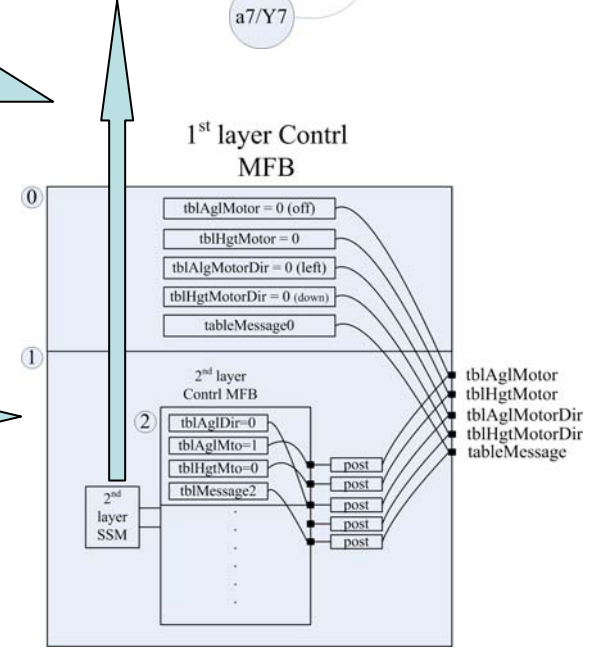 a7/Y7
1st layer Contrl
MFB
0
tblAglMotor = 0 (off)
tblHgtMotor = 0
tblAlgMotorDir = 0 (left)
tblHgtMotorDir = 0 (down)
tableMessage0
1
2nd layer
Contrl MFB
2
tblAglDir=0
tblAglMto=1
tblHgtMto=0
tblMessage2
2nd
layer
SSM
post
post
post
post
post
tblAglMotor
tblHgtMotor
tblAglMotorDir
tblHgtMotorDir
tableMessage